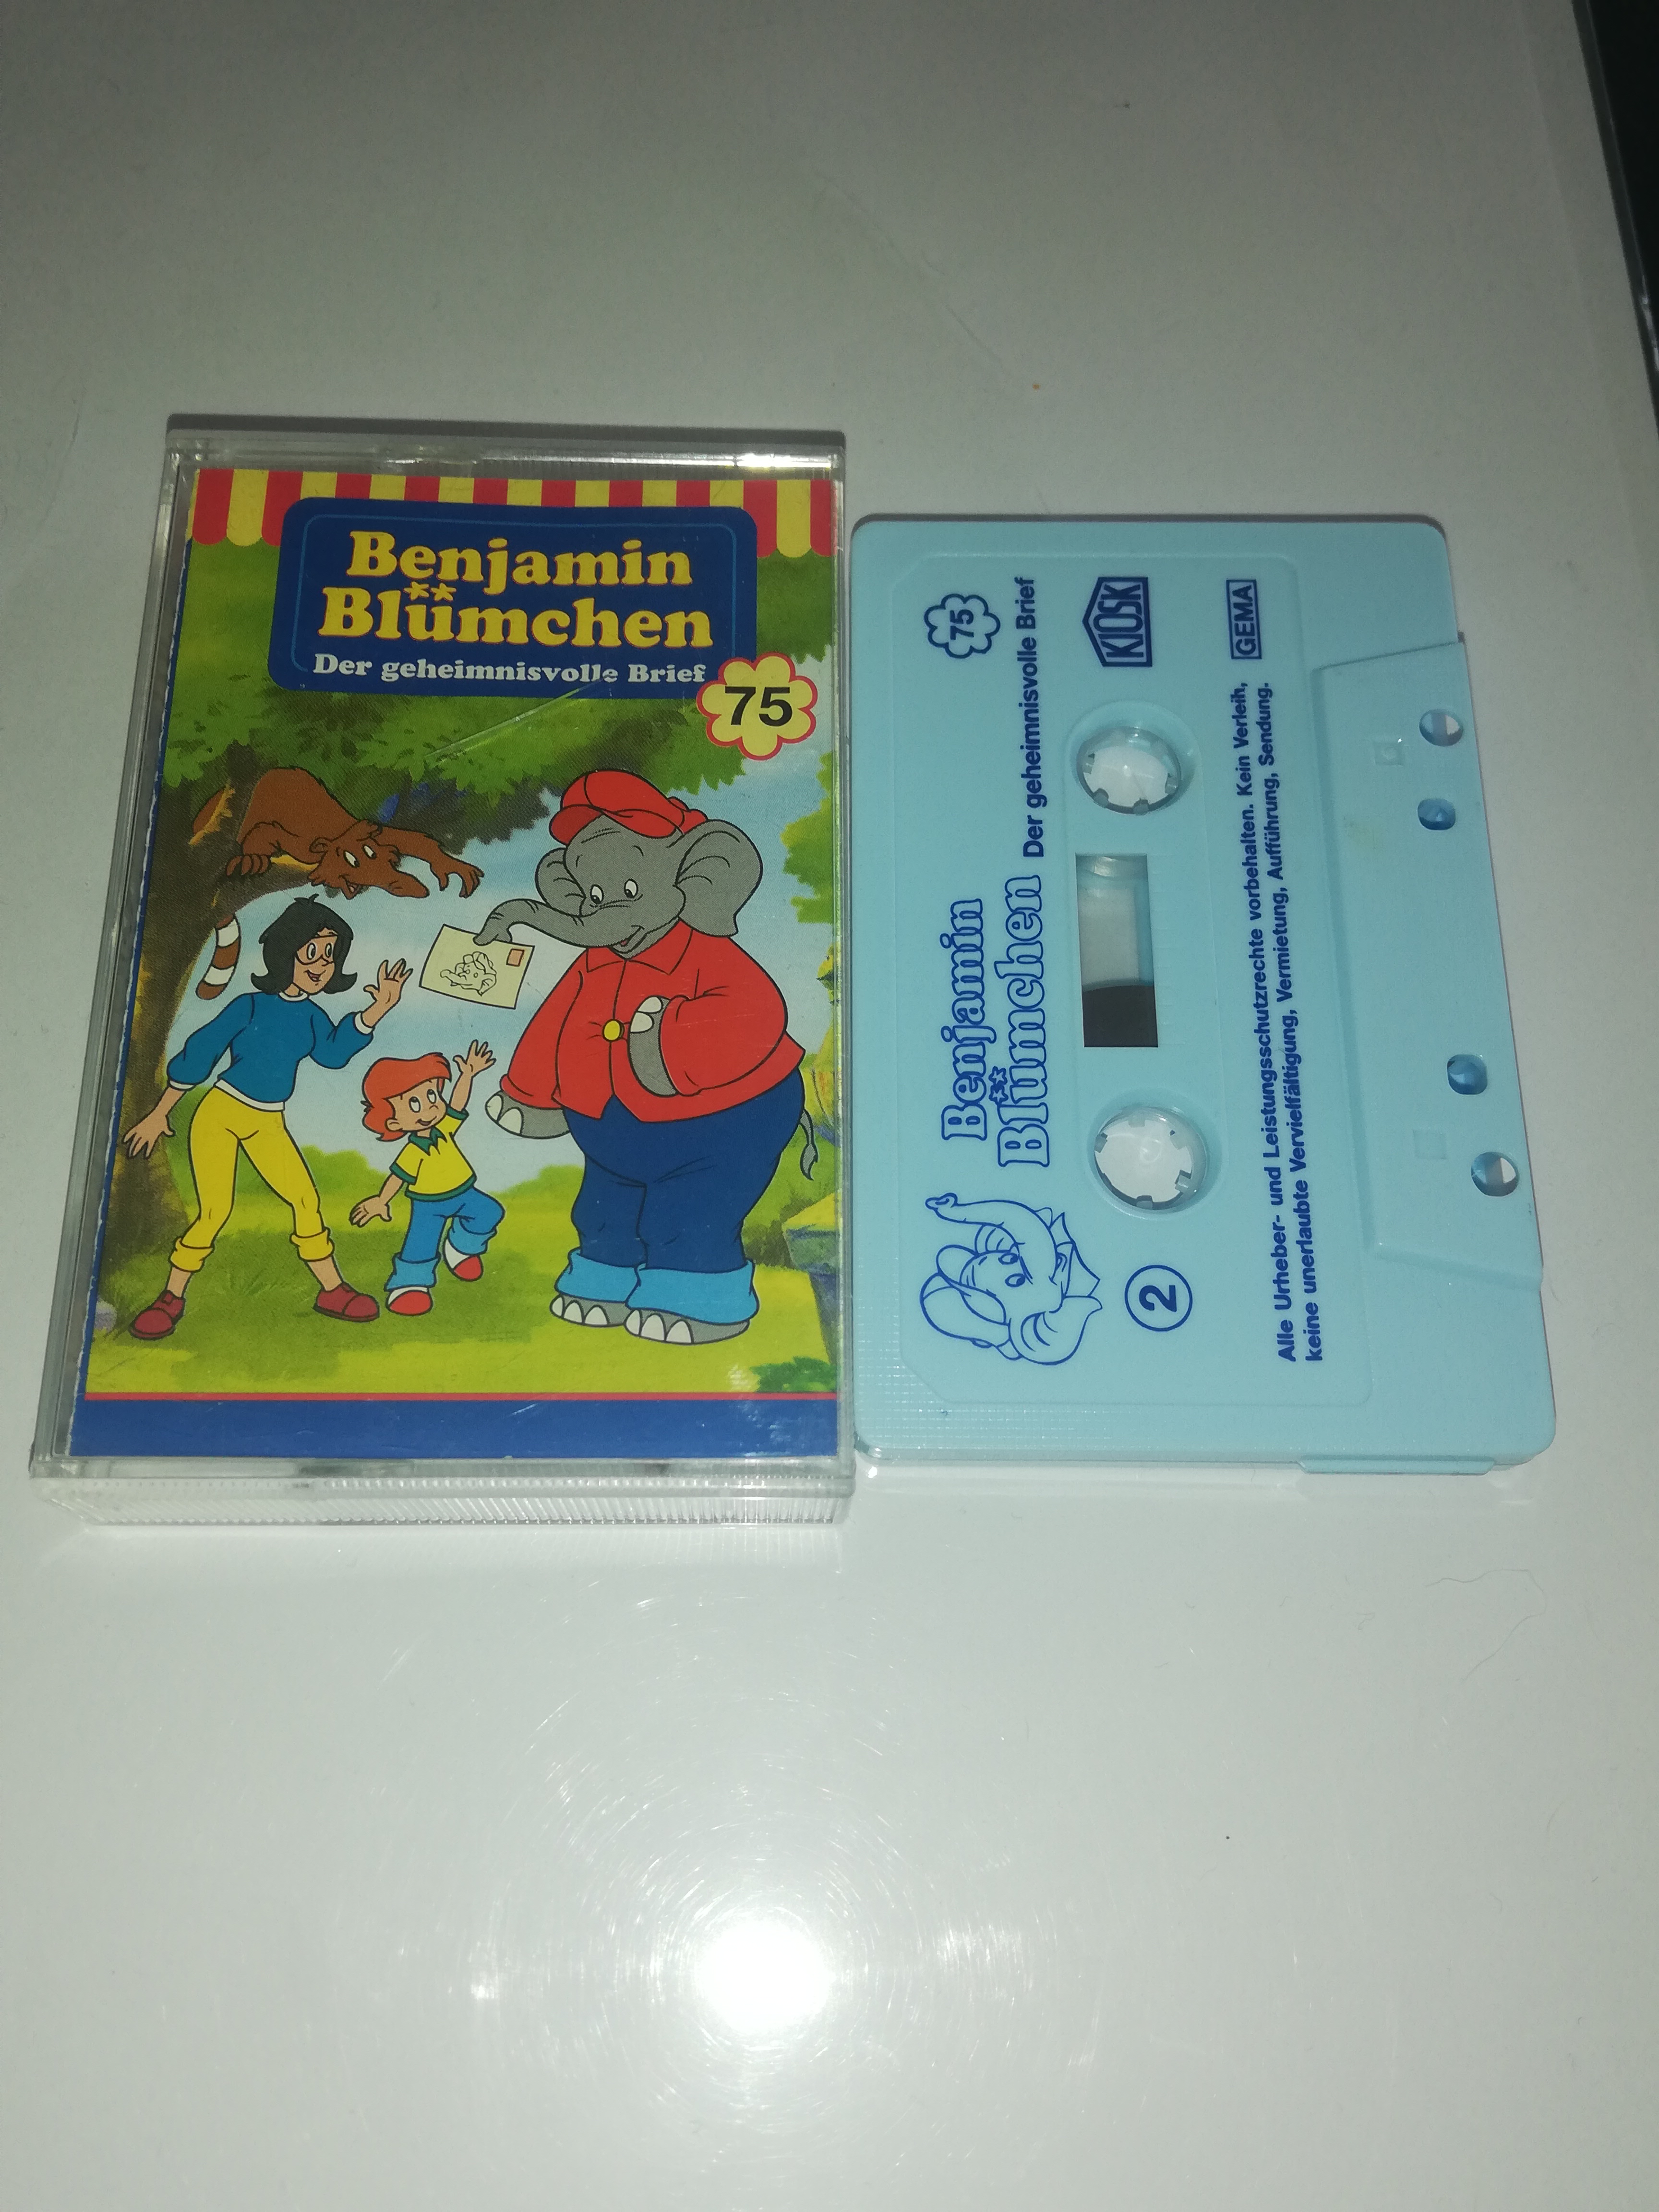 Benjamin
Blümchen
Der geheimnisvolle Brief
75
75
Benjamin
Blümchen
Der geheimnisvolle Brief
KIOSK
2
GEMA
Alle Urheber- und Leistungsschutzrechte vorbehalten. Kein Verleih,
keine unerlaubte Vervielfältigung, Vermietung, Aufführung, Sendung.